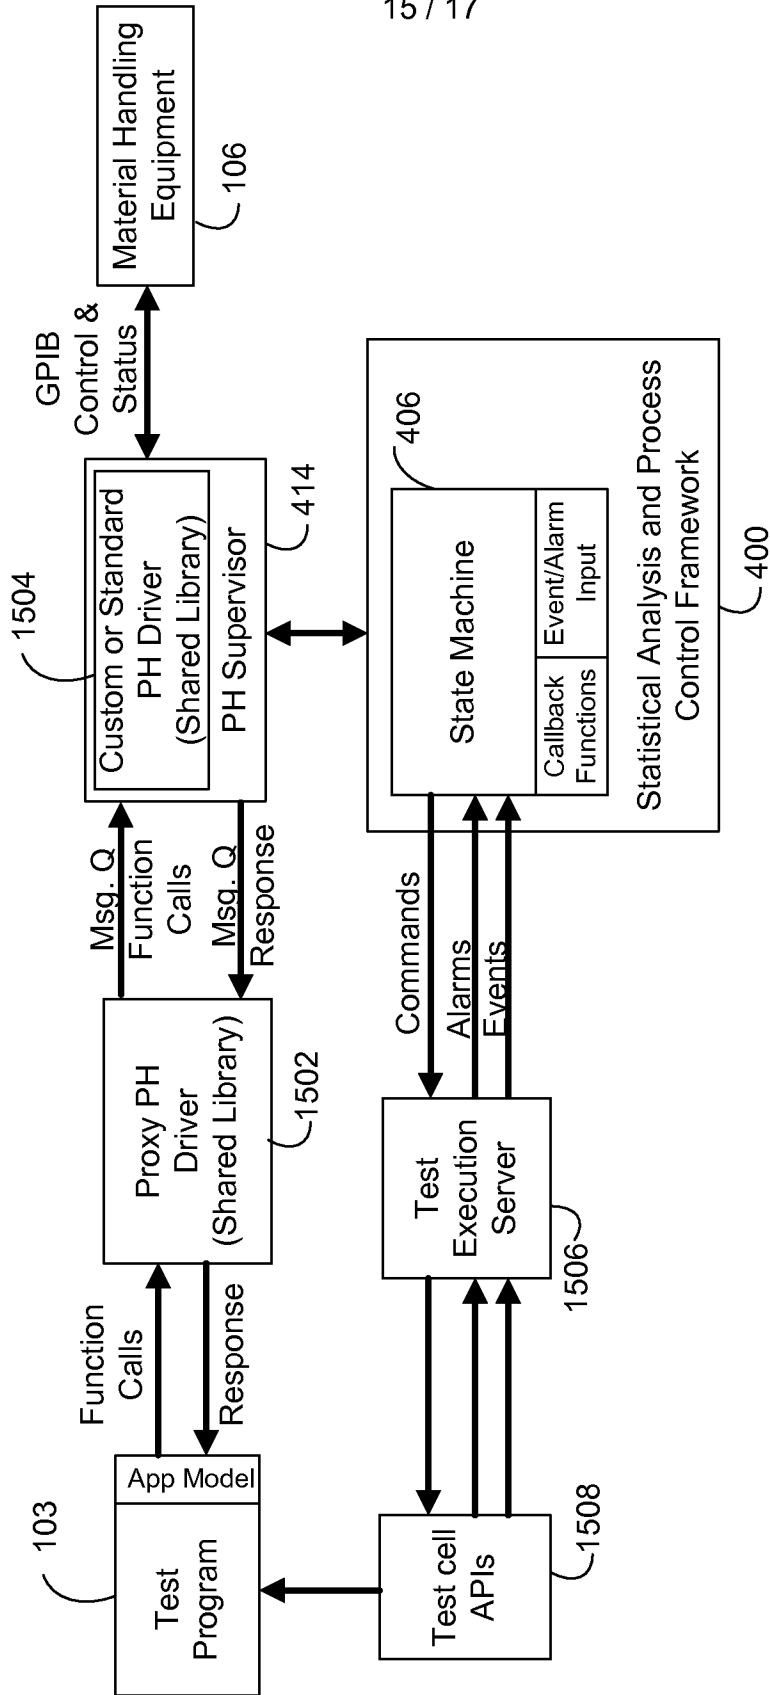 15 / 17
103
Test
Program
App Model
Function
Calls
Response
Proxy PH
Driver
(Shared Library)
1502
Msg. Q
Function
Calls
Msg. Q
Response
1504
Custom or Standard
PH Driver
(Shared Library)
PH Supervisor
414
GPIB
Control &
Status
Material Handling
Equipment
106
Test cell
APIs
1508
Test
Execution
Server
1506
Commands
Alarms
Events
State Machine
406
Callback
Functions
Event/Alarm
Input
Statistical Analysis and Process
Control Framework
400